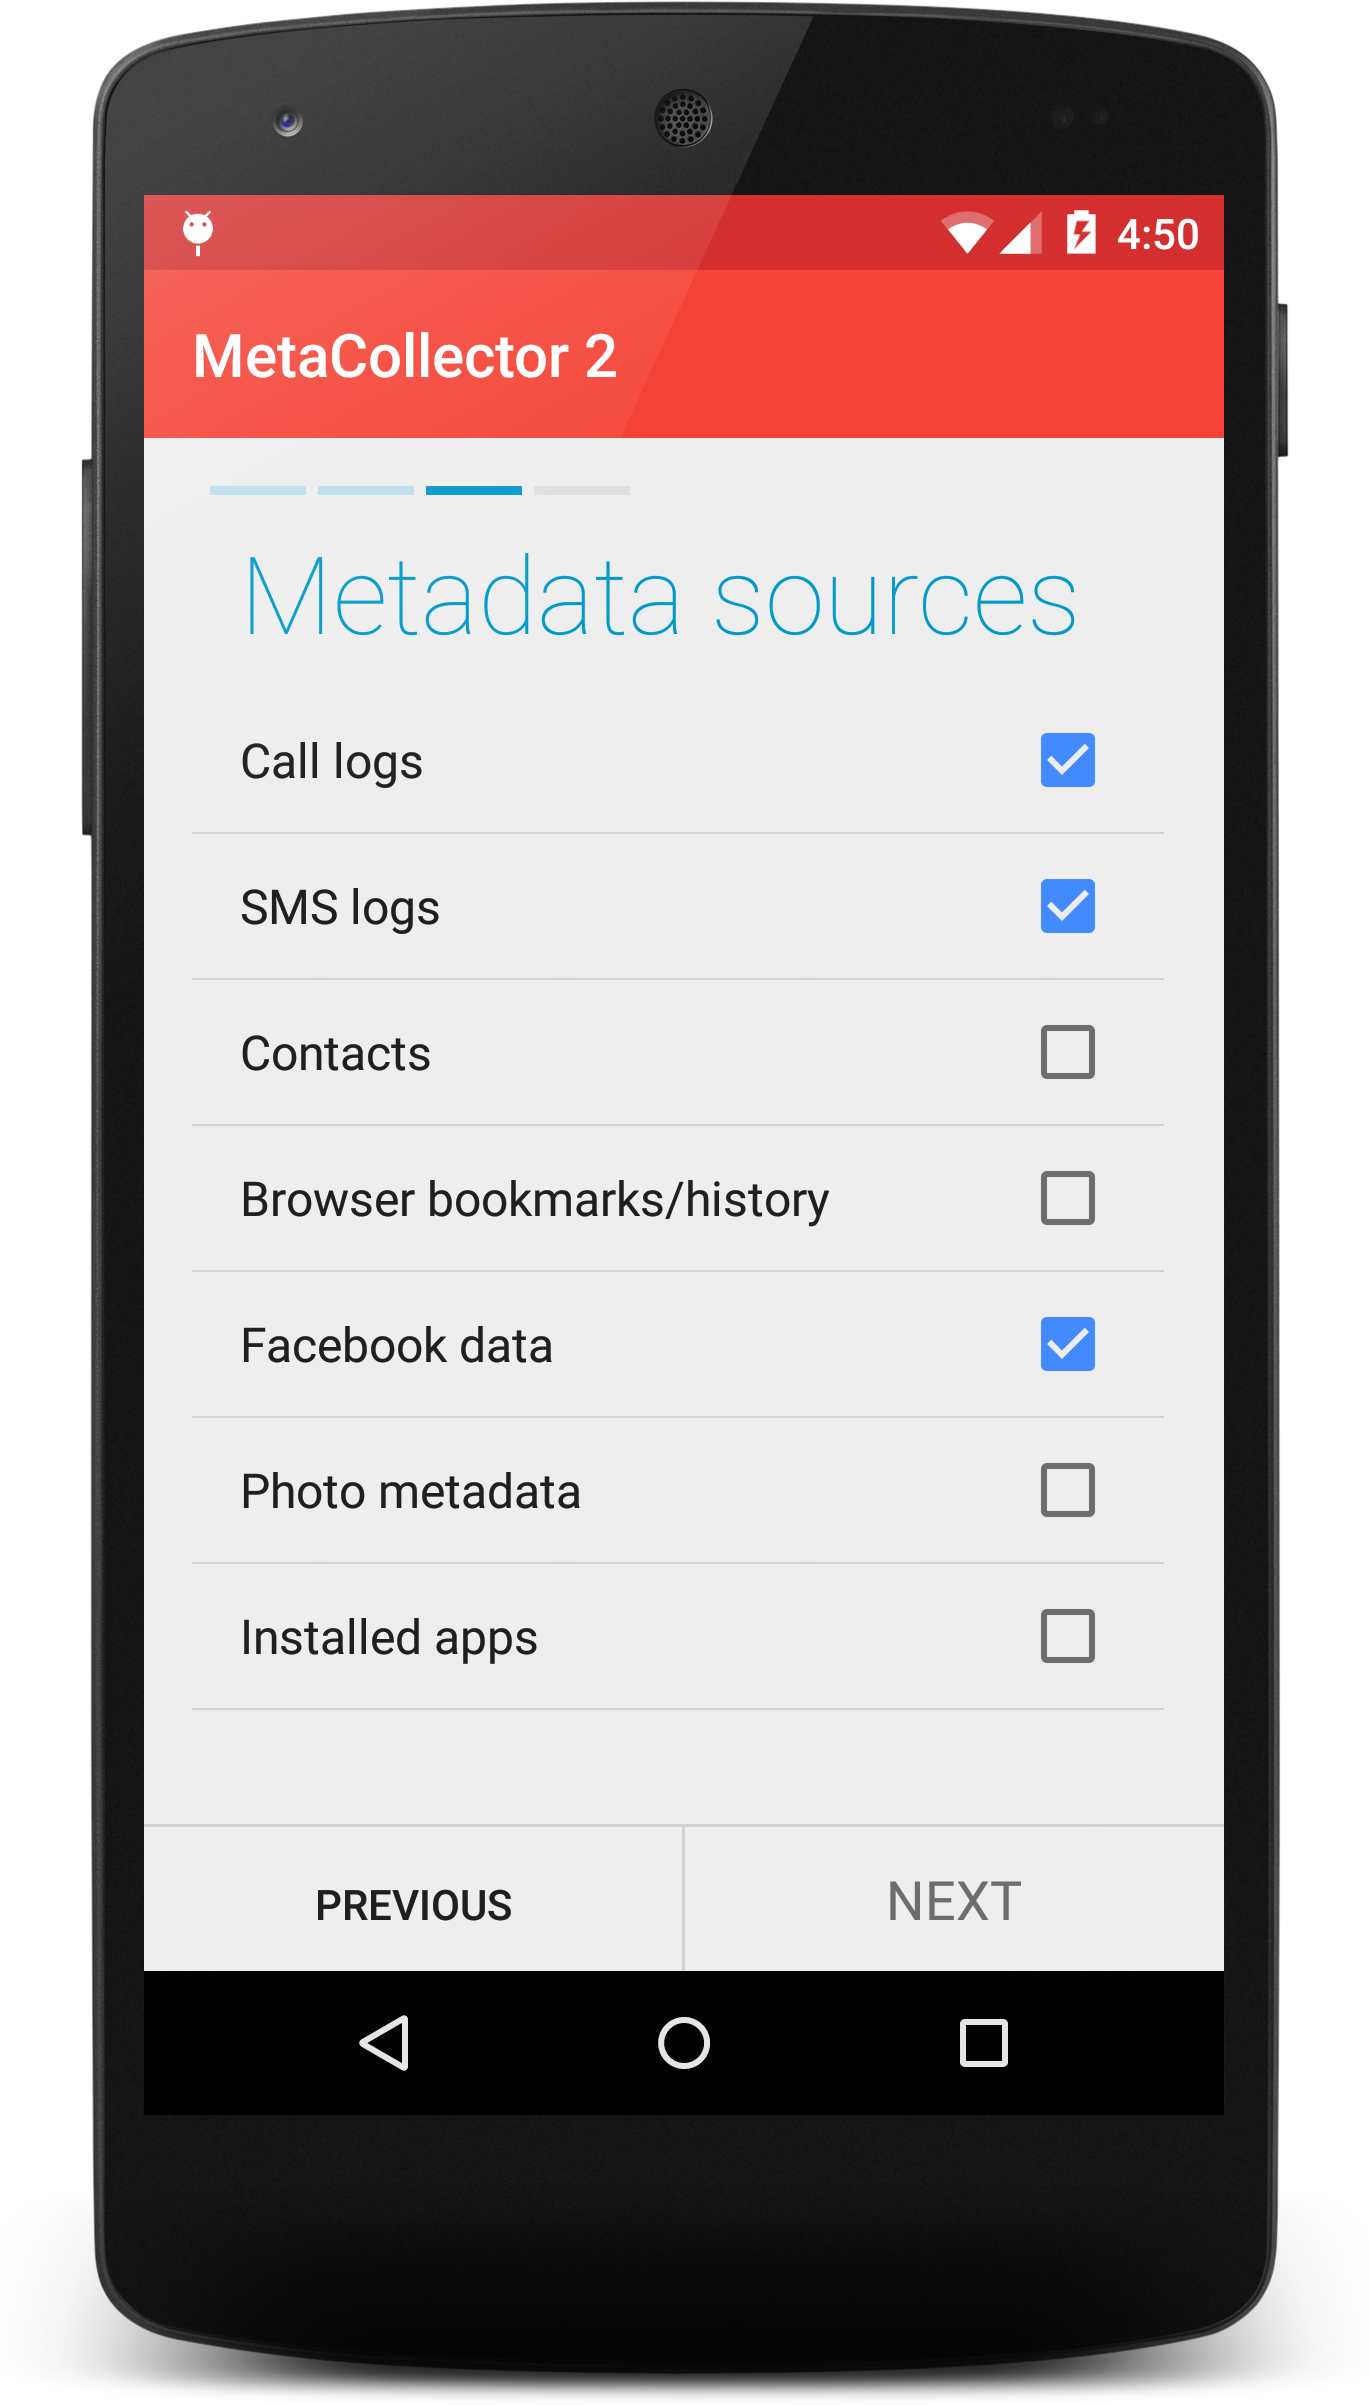 4:50
MetaCollector 2
Metadata sources
Call logs
SMS logs
Contacts
Browser bookmarks/history
Facebook data
Photo metadata
Installed apps
PREVIOUS
NEXT